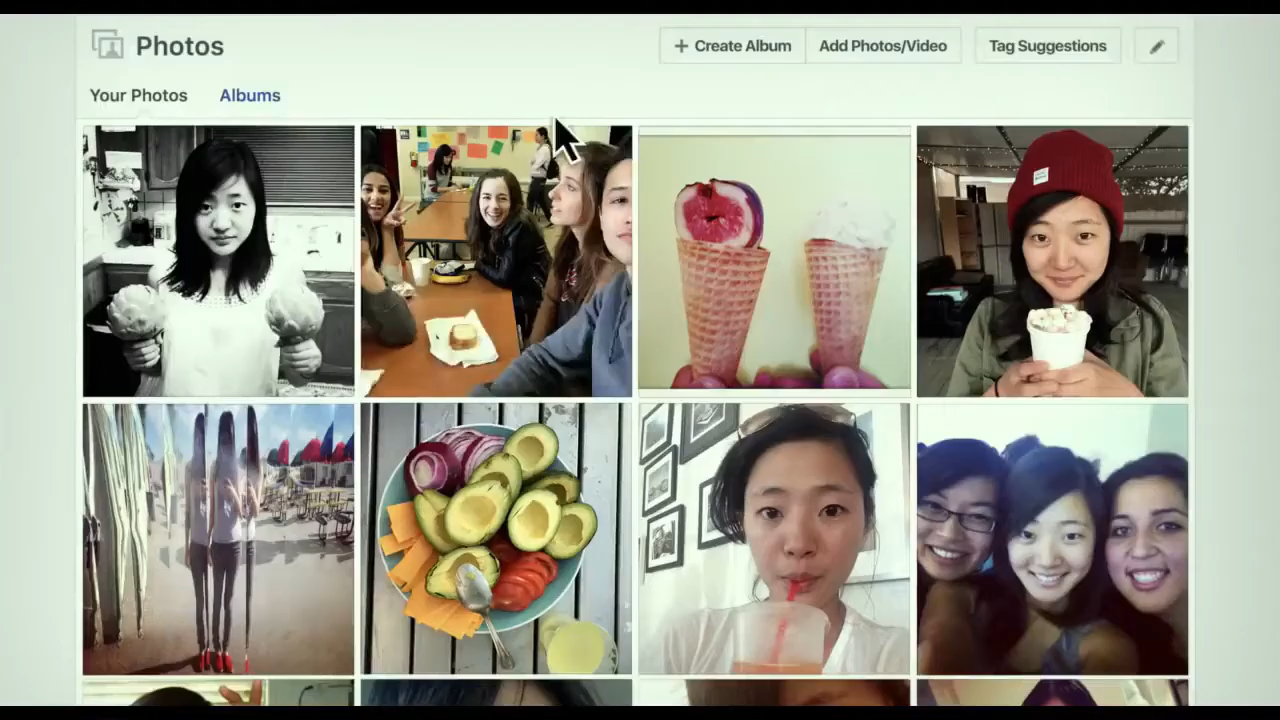 Photos
+ Create Album
Add Photos/Video
Tag Suggestions
Your Photos
Albums